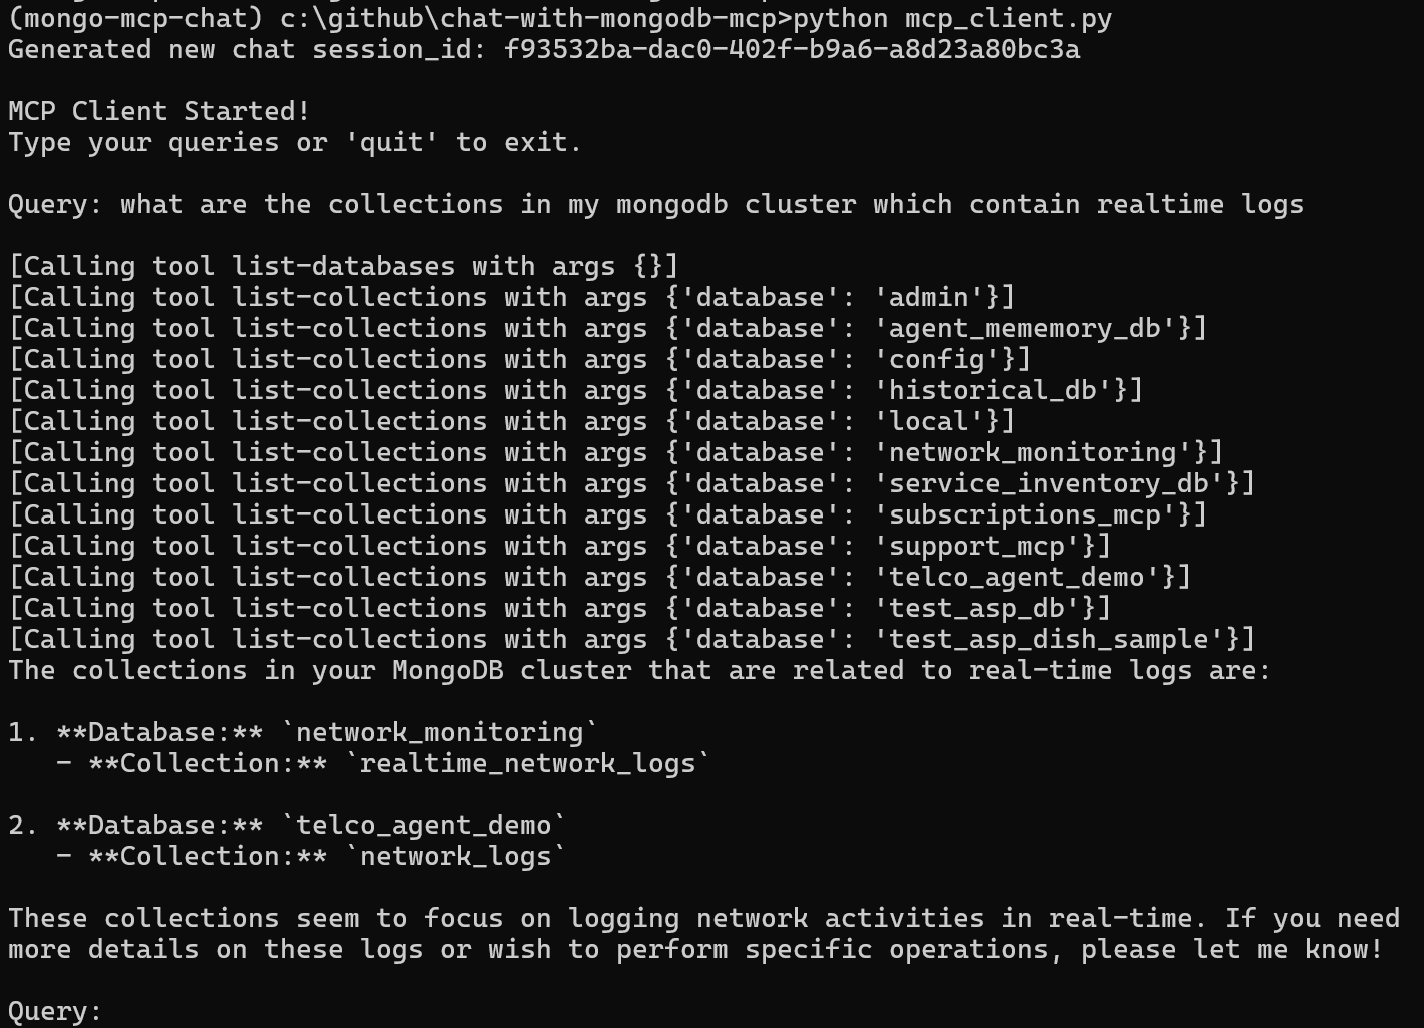 (mongo-mcp-chat) c:\github\chat-with-mongodb-mcp>python mcp_client.py
Generated new chat session_id: f93532ba-dac0-402f-b9a6-a8d23a80bc3a
MCP Client Started!
Type your queries or 'quit' to exit.
Query: what are the collections in my mongodb cluster which contain realtime logs
[Calling tool list-databases with args {}]
[Calling tool list-collections with args {'database': 'admin'}]
[Calling tool list-collections with args {'database': 'agent_mememory_db'}]
[Calling tool list-collections with args {'database': 'config'}]
[Calling tool list-collections with args {'database': 'historical_db'}]
[Calling tool list-collections with args {'database': 'local'}]
[Calling tool list-collections with args {'database': 'network_monitoring'}]
[Calling tool list-collections with args {'database': 'service_inventory_db'}]
[Calling tool list-collections with args {'database': 'subscriptions_mcp'}]
[Calling tool list-collections with args {'database': 'support_mcp'}]
[Calling tool list-collections with args {'database': 'telco_agent_demo'}]
[Calling tool list-collections with args {'database': 'test_asp_db'}]
[Calling tool list-collections with args {'database': 'test_asp_dish_sample'}]
The collections in your MongoDB cluster that are related to real-time logs are:
1. **Database:** `network_monitoring`
- **Collection:** `realtime_network_logs`
2. **Database:** `telco_agent_demo`
- **Collection:** `network_logs`
These collections seem to focus on logging network activities in real-time. If you need
more details on these logs or wish to perform specific operations, please let me know!
Query: